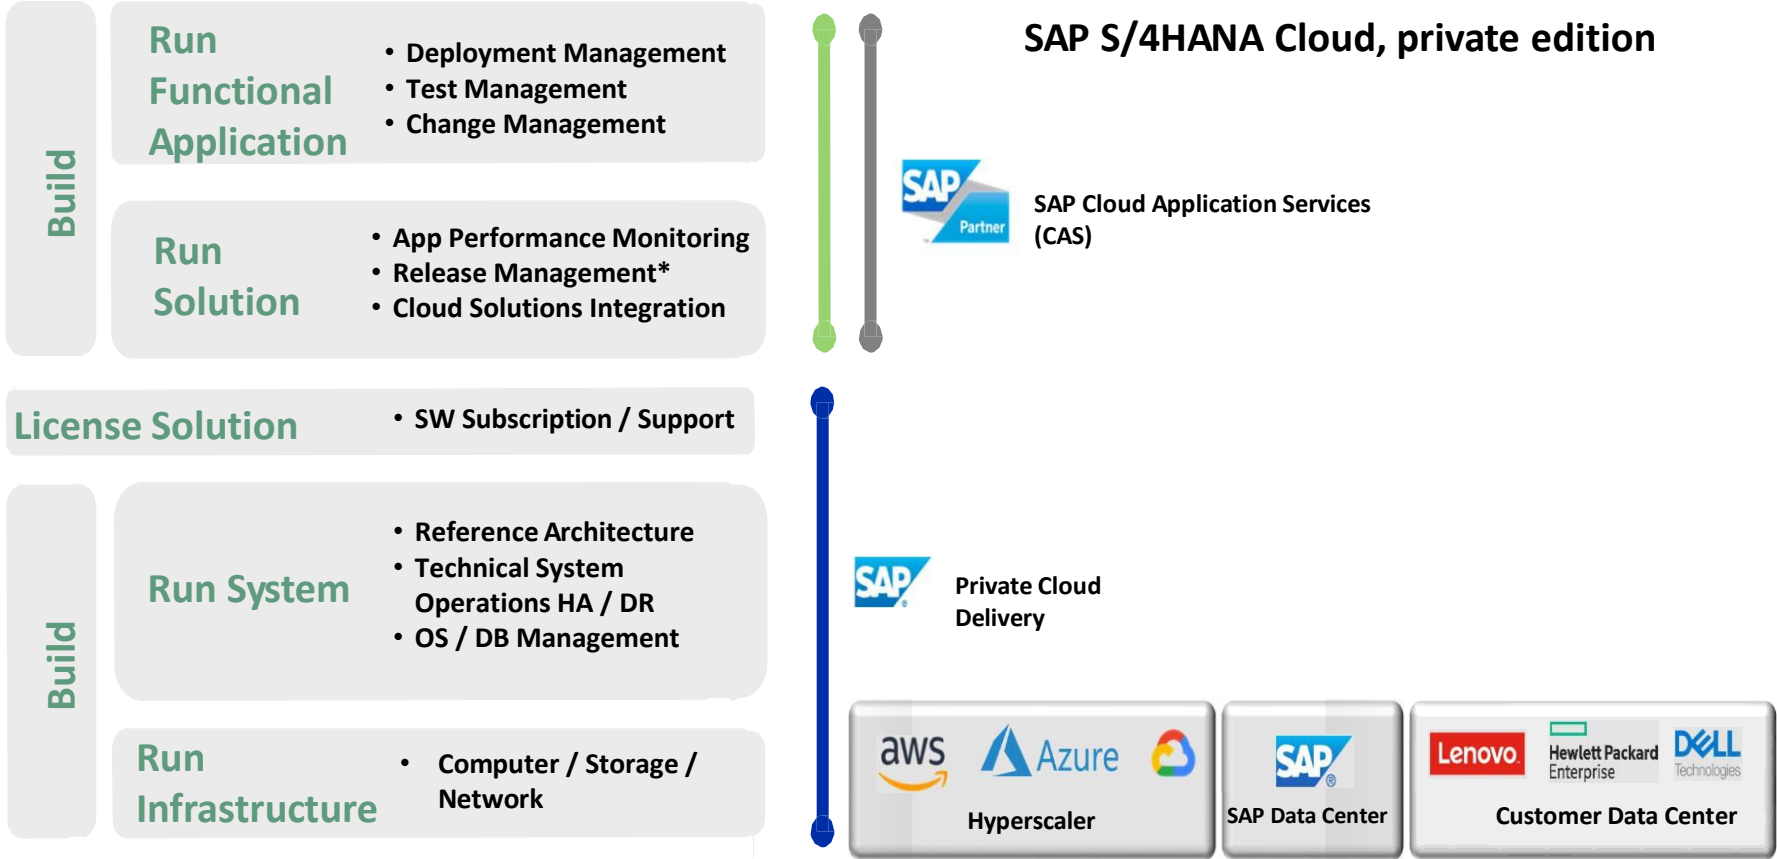 SAP S/4HANA Cloud, private edition
Build
Run
Functional
Application
• Deployment Management
• Test Management
• Change Management
Run
Solution
• App Performance Monitoring
• Release Management*
• Cloud Solutions Integration
SAP
Partner
SAP Cloud Application Services
(CAS)
License Solution
• SW Subscription / Support
Build
Run System
• Reference Architecture
• Technical System
Operations HA / DR
• OS / DB Management
SAP®
Private Cloud
Delivery
Run
Infrastructure
• Computer / Storage /
Network
aws
Azure
Hyperscaler
SAP®
SAP Data Center
Lenovo
Hewlett Packard
Enterprise
DELL
Technologies
Customer Data Center